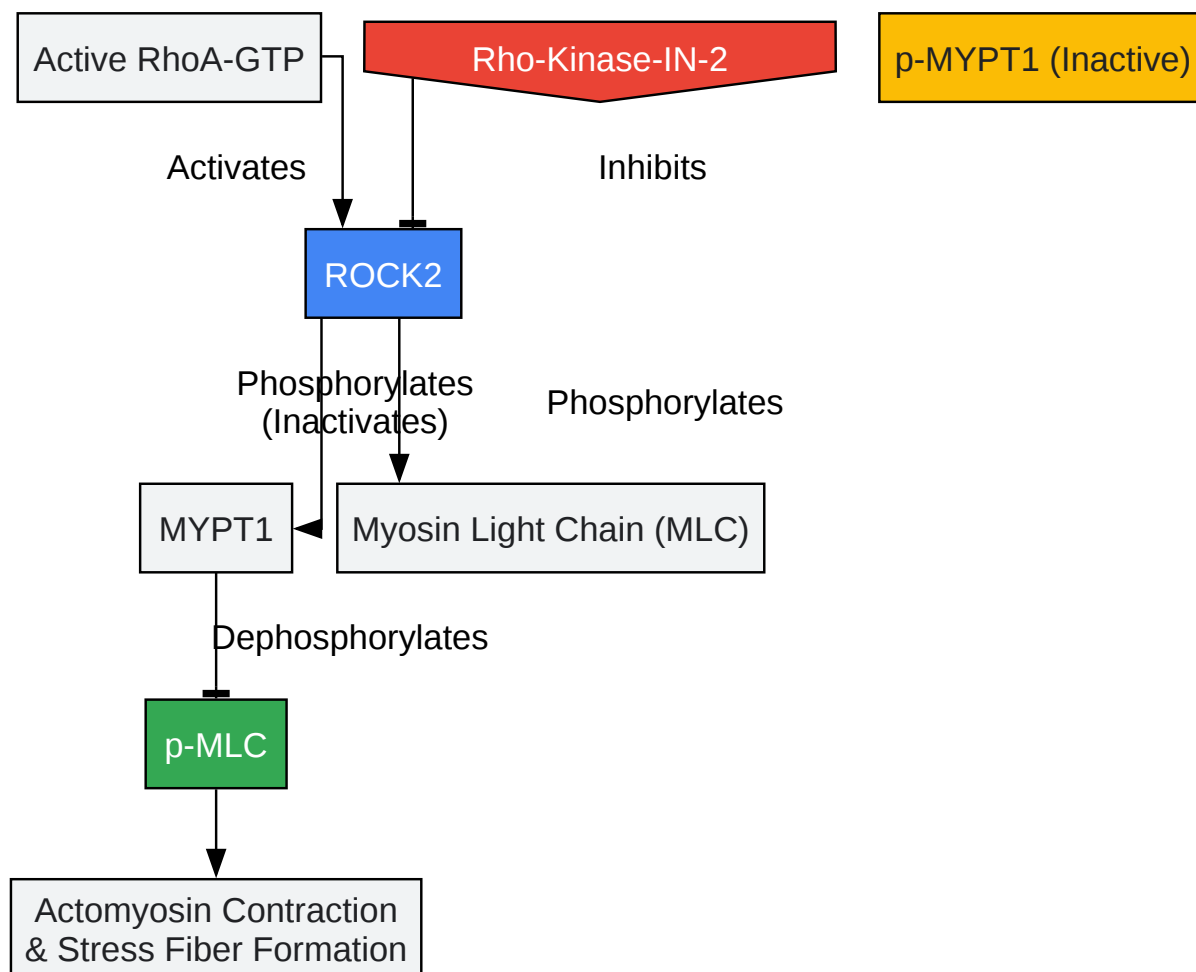 Active RhoA-GTP
Rho-Kinase-IN-2
p-MYPT1 (Inactive)
Activates
Inhibits
ROCK2
Phosphorylates
(Inactivates)
Phosphorylates
MYPT1
Myosin Light Chain (MLC)
Dephosphorylates
p-MLC
Actomyosin Contraction
& Stress Fiber Formation